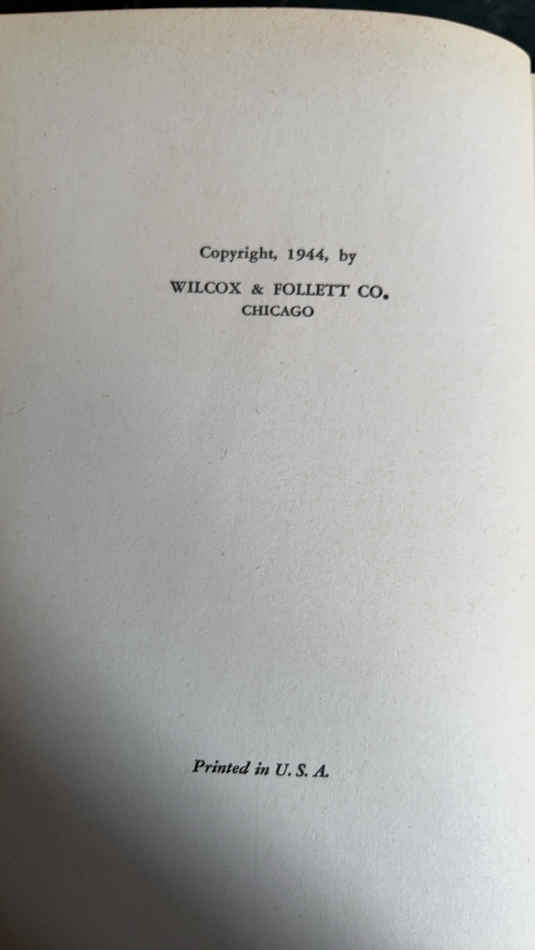 Copyright, 1944, by
WILCOX & FOLLETT CO.
CHICAGO
Printed in U. S. A.